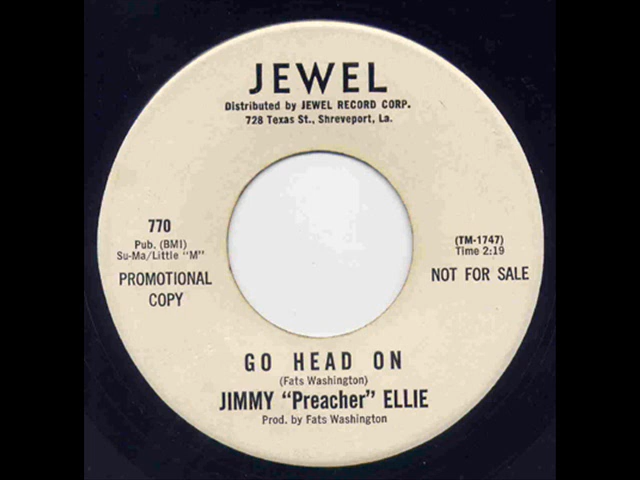 JEWEL
Distributed by JEWEL RECORD CORP.
728 Texas St., Shreveport, La.
770
Pub. (BMI)
Su-Ma/Little "M"
PROMOTIONAL
COPY
(TM-1747)
Time 2:19
NOT FOR SALE
GO HEAD ON
(Fats Washington)
JIMMY "Preacher" ELLIE
Prod. by Fats Washington